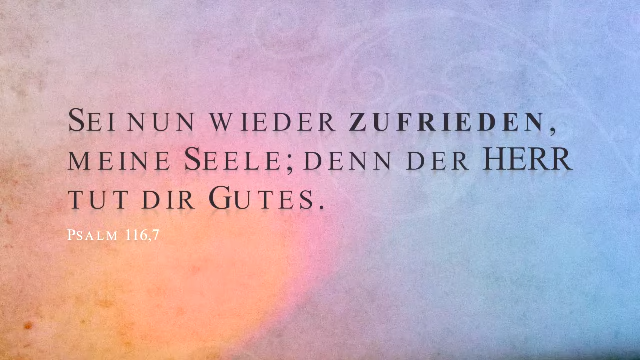 Sei nun wieder zufrieden,
meine Seele; denn der HERR
tut dir Gutes.
Psalm 116,7